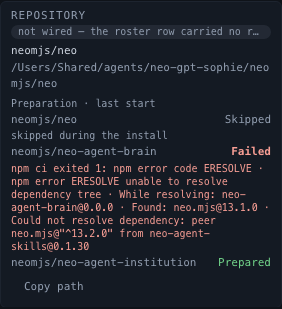 REPOSITORY
not wired — the roster row carried no r…
neomjs/neo
/Users/Shared/agents/neo-gpt-sophie/neo
mjs/neo
Preparation · last start
neomjs/neo Skipped
skipped during the install
neomjs/neo-agent-brain Failed
npm ci exited 1: npm error code ERESOLVE ·
npm error ERESOLVE unable to resolve
dependency tree · While resolving: neo-
agent-brain@0.0.0 · Found: neo.mjs@13.1.0 ·
Could not resolve dependency: peer
neo.mjs@"^13.2.0" from neo-agent-
skills@0.1.30
neomjs/neo-agent-institution Prepared
Copy path